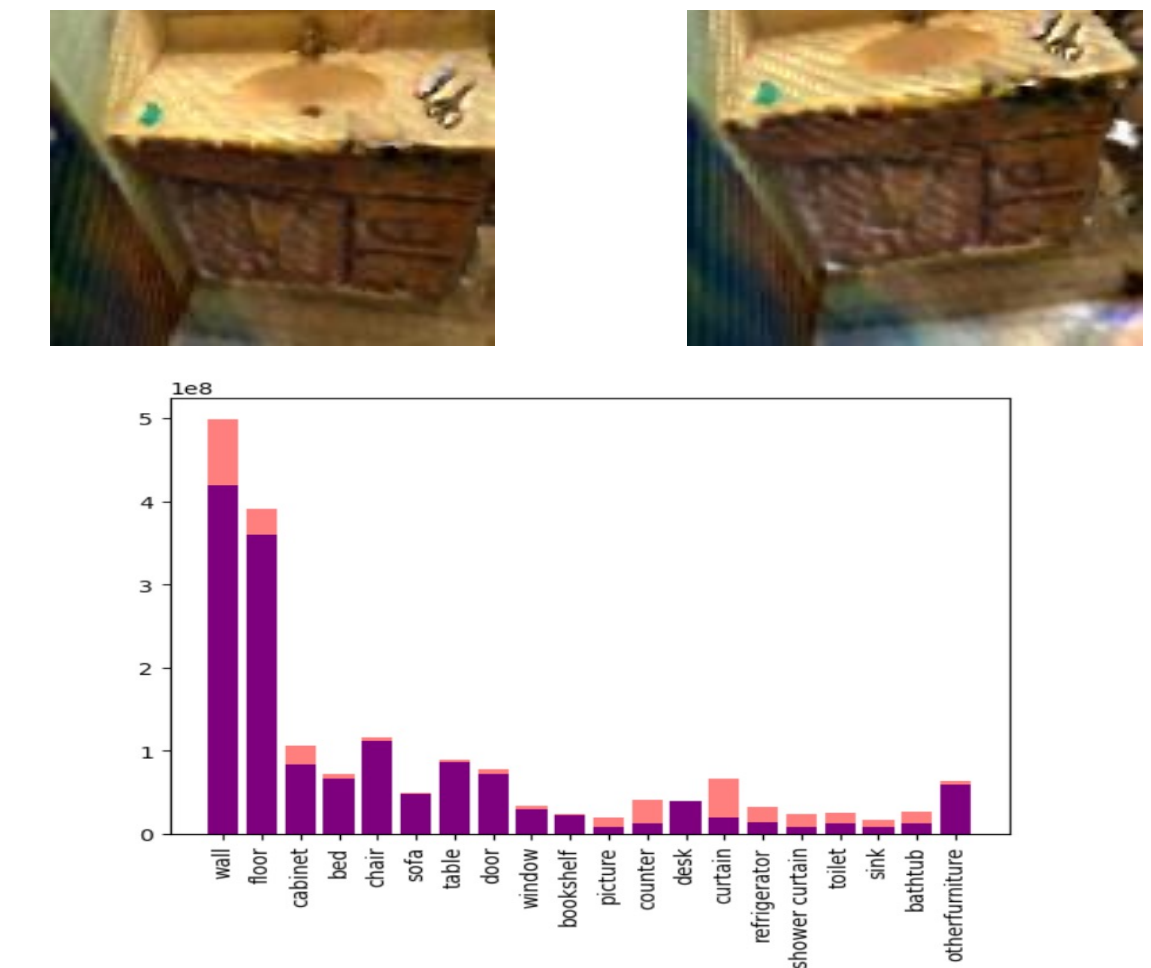 1e8
5
4
3
2
1
0
wall
floor
cabinet
bed
chair
sofa
table
door
window
bookshelf
picture
counter
desk
curtain
refrigerator
shower curtain
toilet
sink
bathtub
otherfurniture